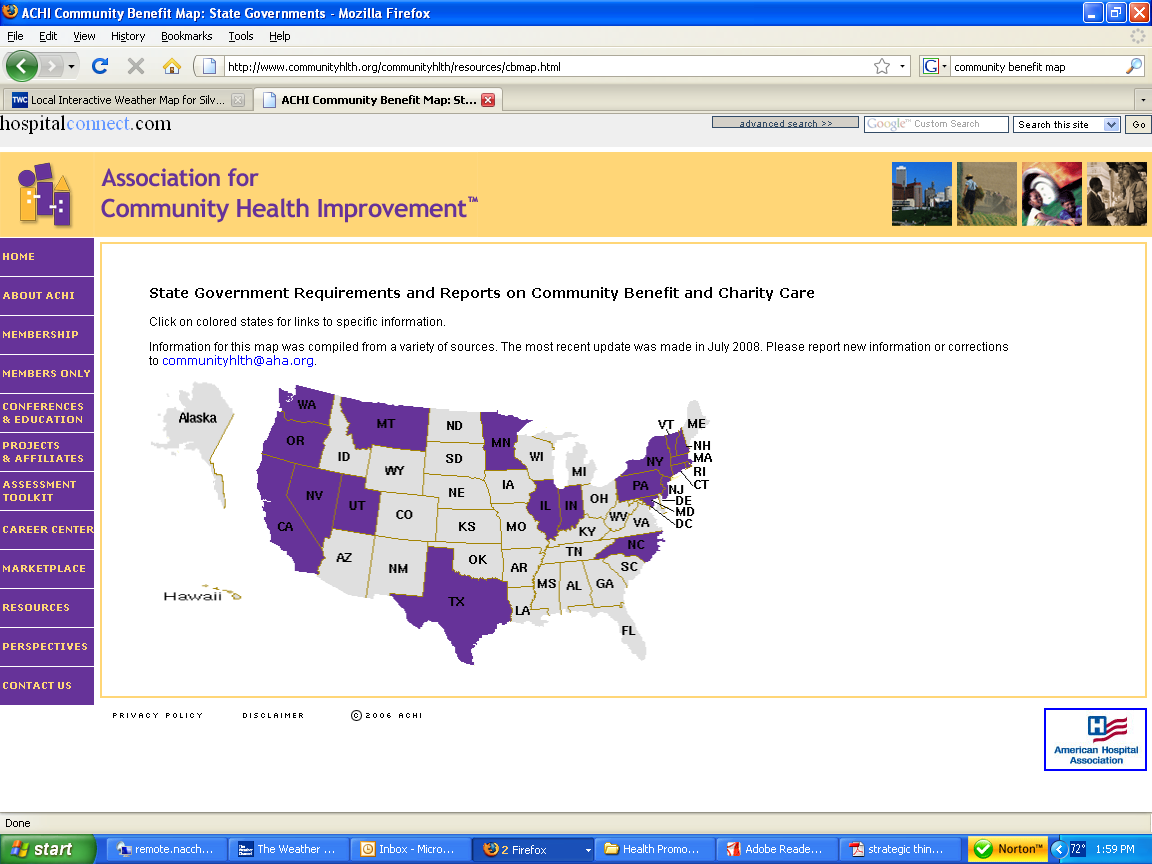 ACHI Community Benefit Map: State Governments - Mozilla Firefox
File Edit View History Bookmarks Tools Help
http://www.communityhlth.org/communityhlth/resources/cbmap.html
G community benefit map
TWC Local Interactive Weather Map for Silv...
ACHI Community Benefit Map: St...
hospitalconnect.com
advanced search >>
Google™ Custom Search
Search this site
Go
Association for
Community Health Improvement™
HOME
ABOUT ACHI
MEMBERSHIP
MEMBERS ONLY
CONFERENCES
& EDUCATION
PROJECTS
& AFFILIATES
ASSESSMENT
TOOLKIT
CAREER CENTER
MARKETPLACE
RESOURCES
PERSPECTIVES
CONTACT US
State Government Requirements and Reports on Community Benefit and Charity Care
Click on colored states for links to specific information.
Information for this map was compiled from a variety of sources. The most recent update was made in July 2008. Please report new information or corrections
to communityhlth@aha.org.
Alaska
Hawaii
WA
OR
CA
NV
ID
MT
WY
UT
AZ
CO
NM
ND
SD
NE
KS
OK
TX
MN
IA
MO
AR
LA
WI
IL
IN
MI
OH
KY
TN
MS
AL
GA
FL
SC
NC
VA
WV
PA
NY
VT
ME
NH
MA
RI
CT
NJ
DE
MD
DC
PRIVACY POLICY DISCLAIMER © 2006 ACHI
H
American Hospital
Association
Done
start
remote.nacch...
The Weather ...
Inbox - Micro...
2 Firefox
Health Promo...
Adobe Reade...
strategic thin...
Norton™
72°
1:59 PM